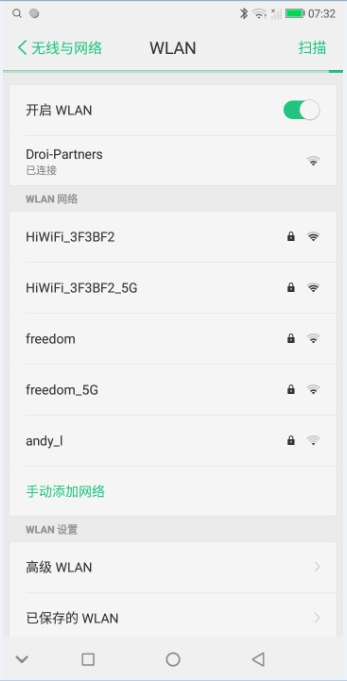 07:32
无线与网络
WLAN
扫描
开启 WLAN
Droi-Partners
已连接
WLAN 网络
HiWiFi_3F3BF2
HiWiFi_3F3BF2_5G
freedom
freedom_5G
andy_l
手动添加网络
WLAN 设置
高级 WLAN
已保存的 WLAN